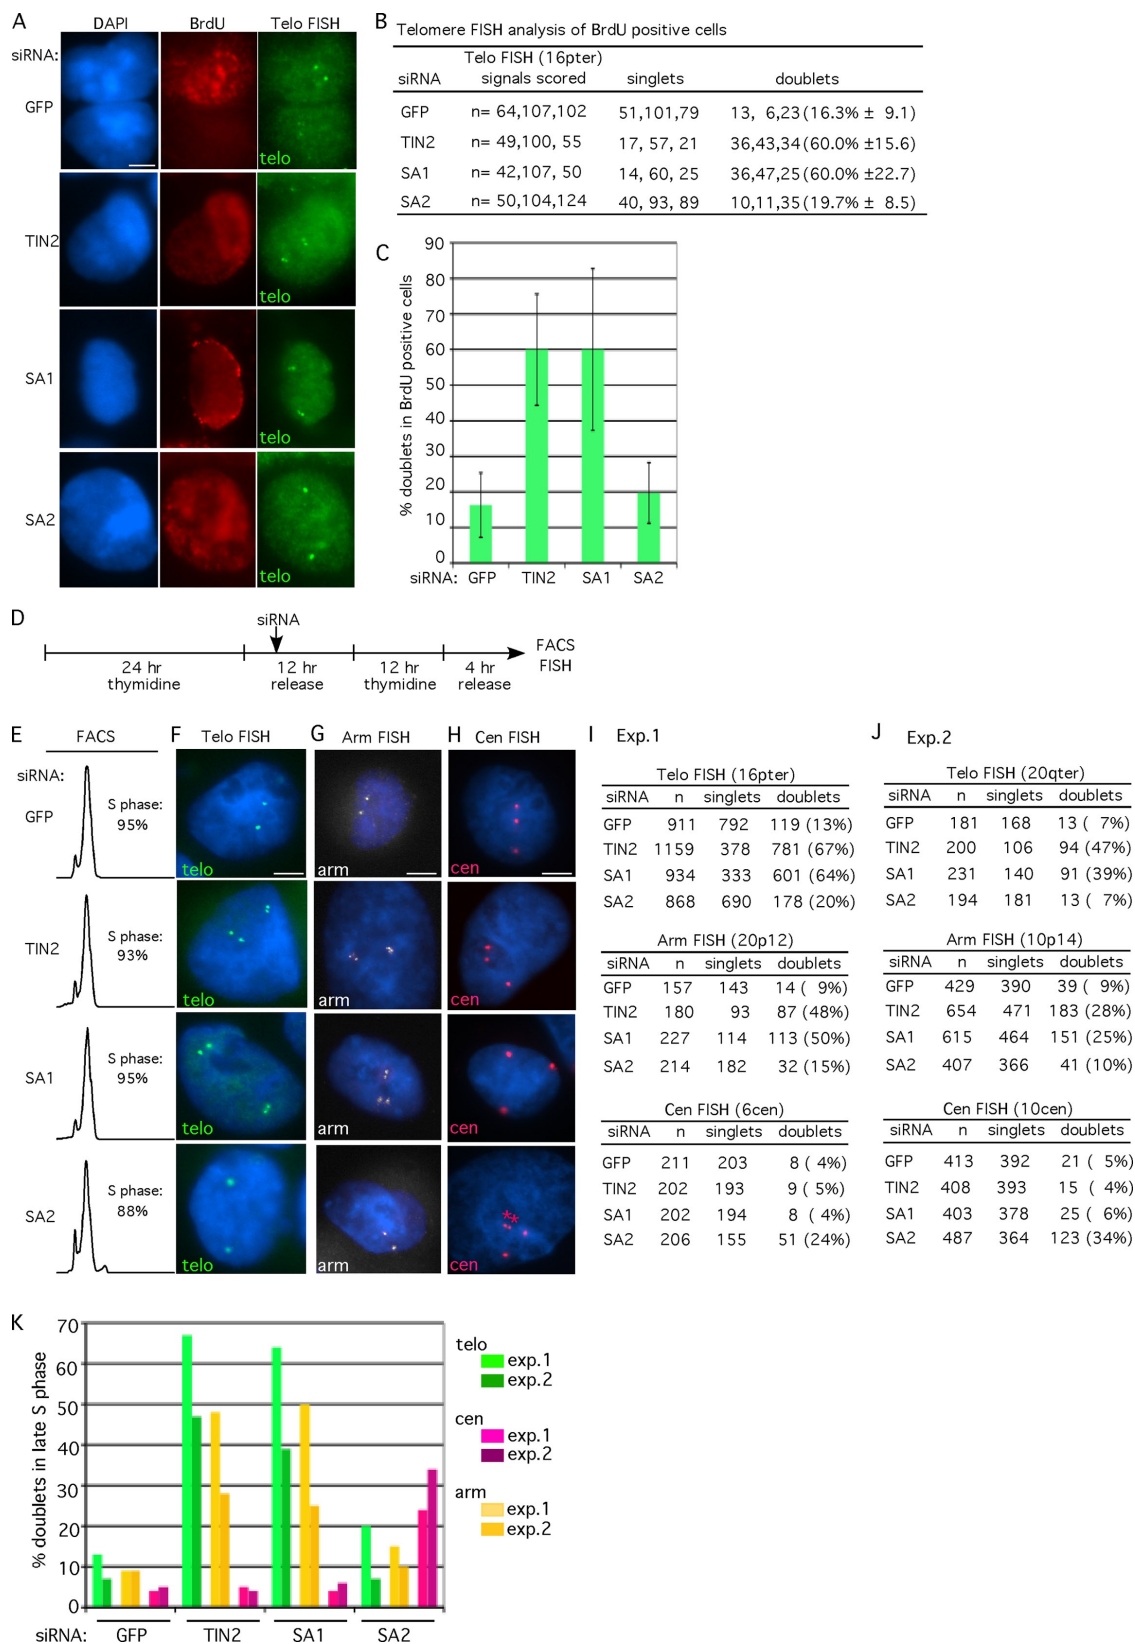 A
DAPI BrdU Telo FISH
siRNA:
GFP
telo
TIN2
telo
SA1
telo
SA2
telo
B Telomere FISH analysis of BrdU positive cells
Telo FISH (16pter)
siRNA signals scored singlets doublets
GFP n= 64,107,102 51,101,79 13, 6,23 (16.3% ± 9.1)
TIN2 n= 49,100, 55 17, 57, 21 36,43,34 (60.0% ±15.6)
SA1 n= 42,107, 50 14, 60, 25 36,47,25 (60.0% ±22.7)
SA2 n= 50,104,124 40, 93, 89 10,11,35 (19.7% ± 8.5)
C
% doublets in BrdU positive cells
90
80
70
60
50
40
30
20
10
0
siRNA: GFP TIN2 SA1 SA2
D
siRNA
24 hr thymidine
12 hr release
12 hr thymidine
4 hr release
FACS
FISH
E FACS
siRNA:
GFP
S phase:
95%
TIN2
S phase:
93%
SA1
S phase:
95%
SA2
S phase:
88%
F Telo FISH
telo
telo
telo
telo
G Arm FISH
arm
arm
arm
arm
H Cen FISH
cen
cen
cen
**
cen
I Exp.1
Telo FISH (16pter)
siRNA n singlets doublets
GFP 911 792 119 (13%)
TIN2 1159 378 781 (67%)
SA1 934 333 601 (64%)
SA2 868 690 178 (20%)
Arm FISH (20p12)
siRNA n singlets doublets
GFP 157 143 14 ( 9%)
TIN2 180 93 87 (48%)
SA1 227 114 113 (50%)
SA2 214 182 32 (15%)
Cen FISH (6cen)
siRNA n singlets doublets
GFP 211 203 8 ( 4%)
TIN2 202 193 9 ( 5%)
SA1 202 194 8 ( 4%)
SA2 206 155 51 (24%)
J Exp.2
Telo FISH (20qter)
siRNA n singlets doublets
GFP 181 168 13 ( 7%)
TIN2 200 106 94 (47%)
SA1 231 140 91 (39%)
SA2 194 181 13 ( 7%)
Arm FISH (10p14)
siRNA n singlets doublets
GFP 429 390 39 ( 9%)
TIN2 654 471 183 (28%)
SA1 615 464 151 (25%)
SA2 407 366 41 (10%)
Cen FISH (10cen)
siRNA n singlets doublets
GFP 413 392 21 ( 5%)
TIN2 408 393 15 ( 4%)
SA1 403 378 25 ( 6%)
SA2 487 364 123 (34%)
K
% doublets in late S phase
70
60
50
40
30
20
10
0
siRNA: GFP TIN2 SA1 SA2
telo
exp.1
exp.2
cen
exp.1
exp.2
arm
exp.1
exp.2